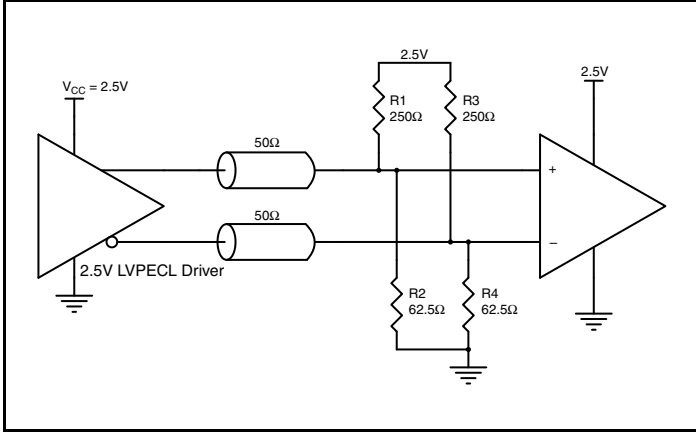 2.5V
V_CC = 2.5V
2.5V
R1
250Ω
R3
250Ω
50Ω
+
50Ω
–
2.5V LVPECL Driver
R2
62.5Ω
R4
62.5Ω